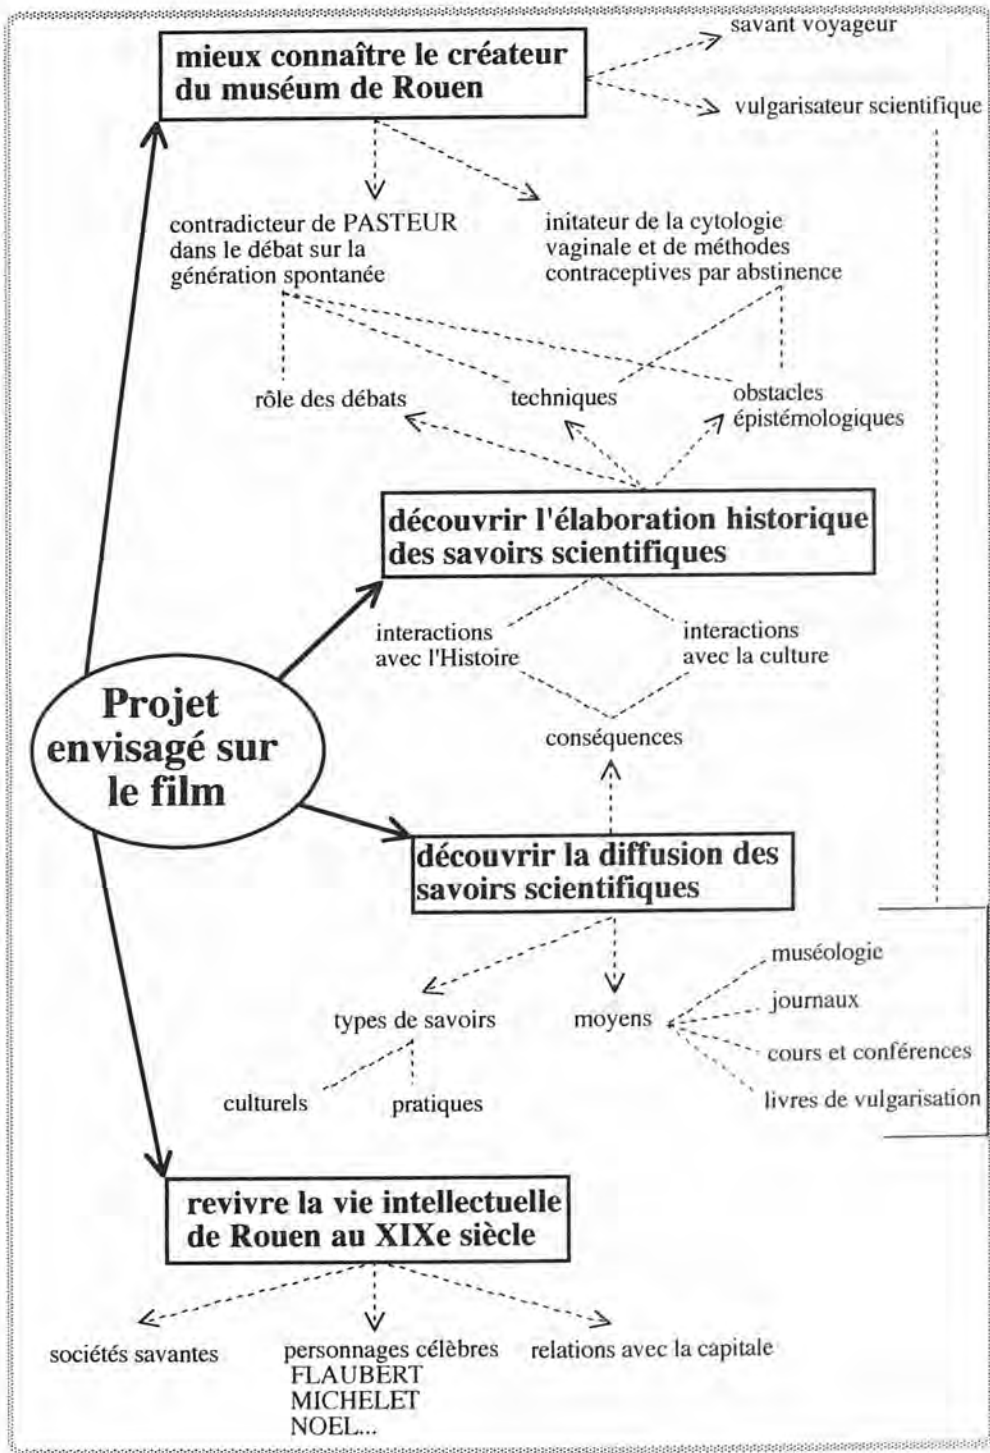 savant voyageur
mieux connaître le créateur
du muséum de Rouen
vulgarisateur scientifique
contradicteur de PASTEUR
dans le débat sur la
génération spontanée
initateur de la cytologie
vaginale et de méthodes
contraceptives par abstinence
rôle des débats
techniques
obstacles
épistémologiques
découvrir l'élaboration historique
des savoirs scientifiques
interactions
avec l'Histoire
interactions
avec la culture
conséquences
Projet
envisagé sur
le film
découvrir la diffusion des
savoirs scientifiques
types de savoirs
culturels
pratiques
moyens
muséologie
journaux
cours et conférences
livres de vulgarisation
revivre la vie intellectuelle
de Rouen au XIXe siècle
sociétés savantes
personnages célèbres
FLAUBERT
MICHELET
NOEL...
relations avec la capitale